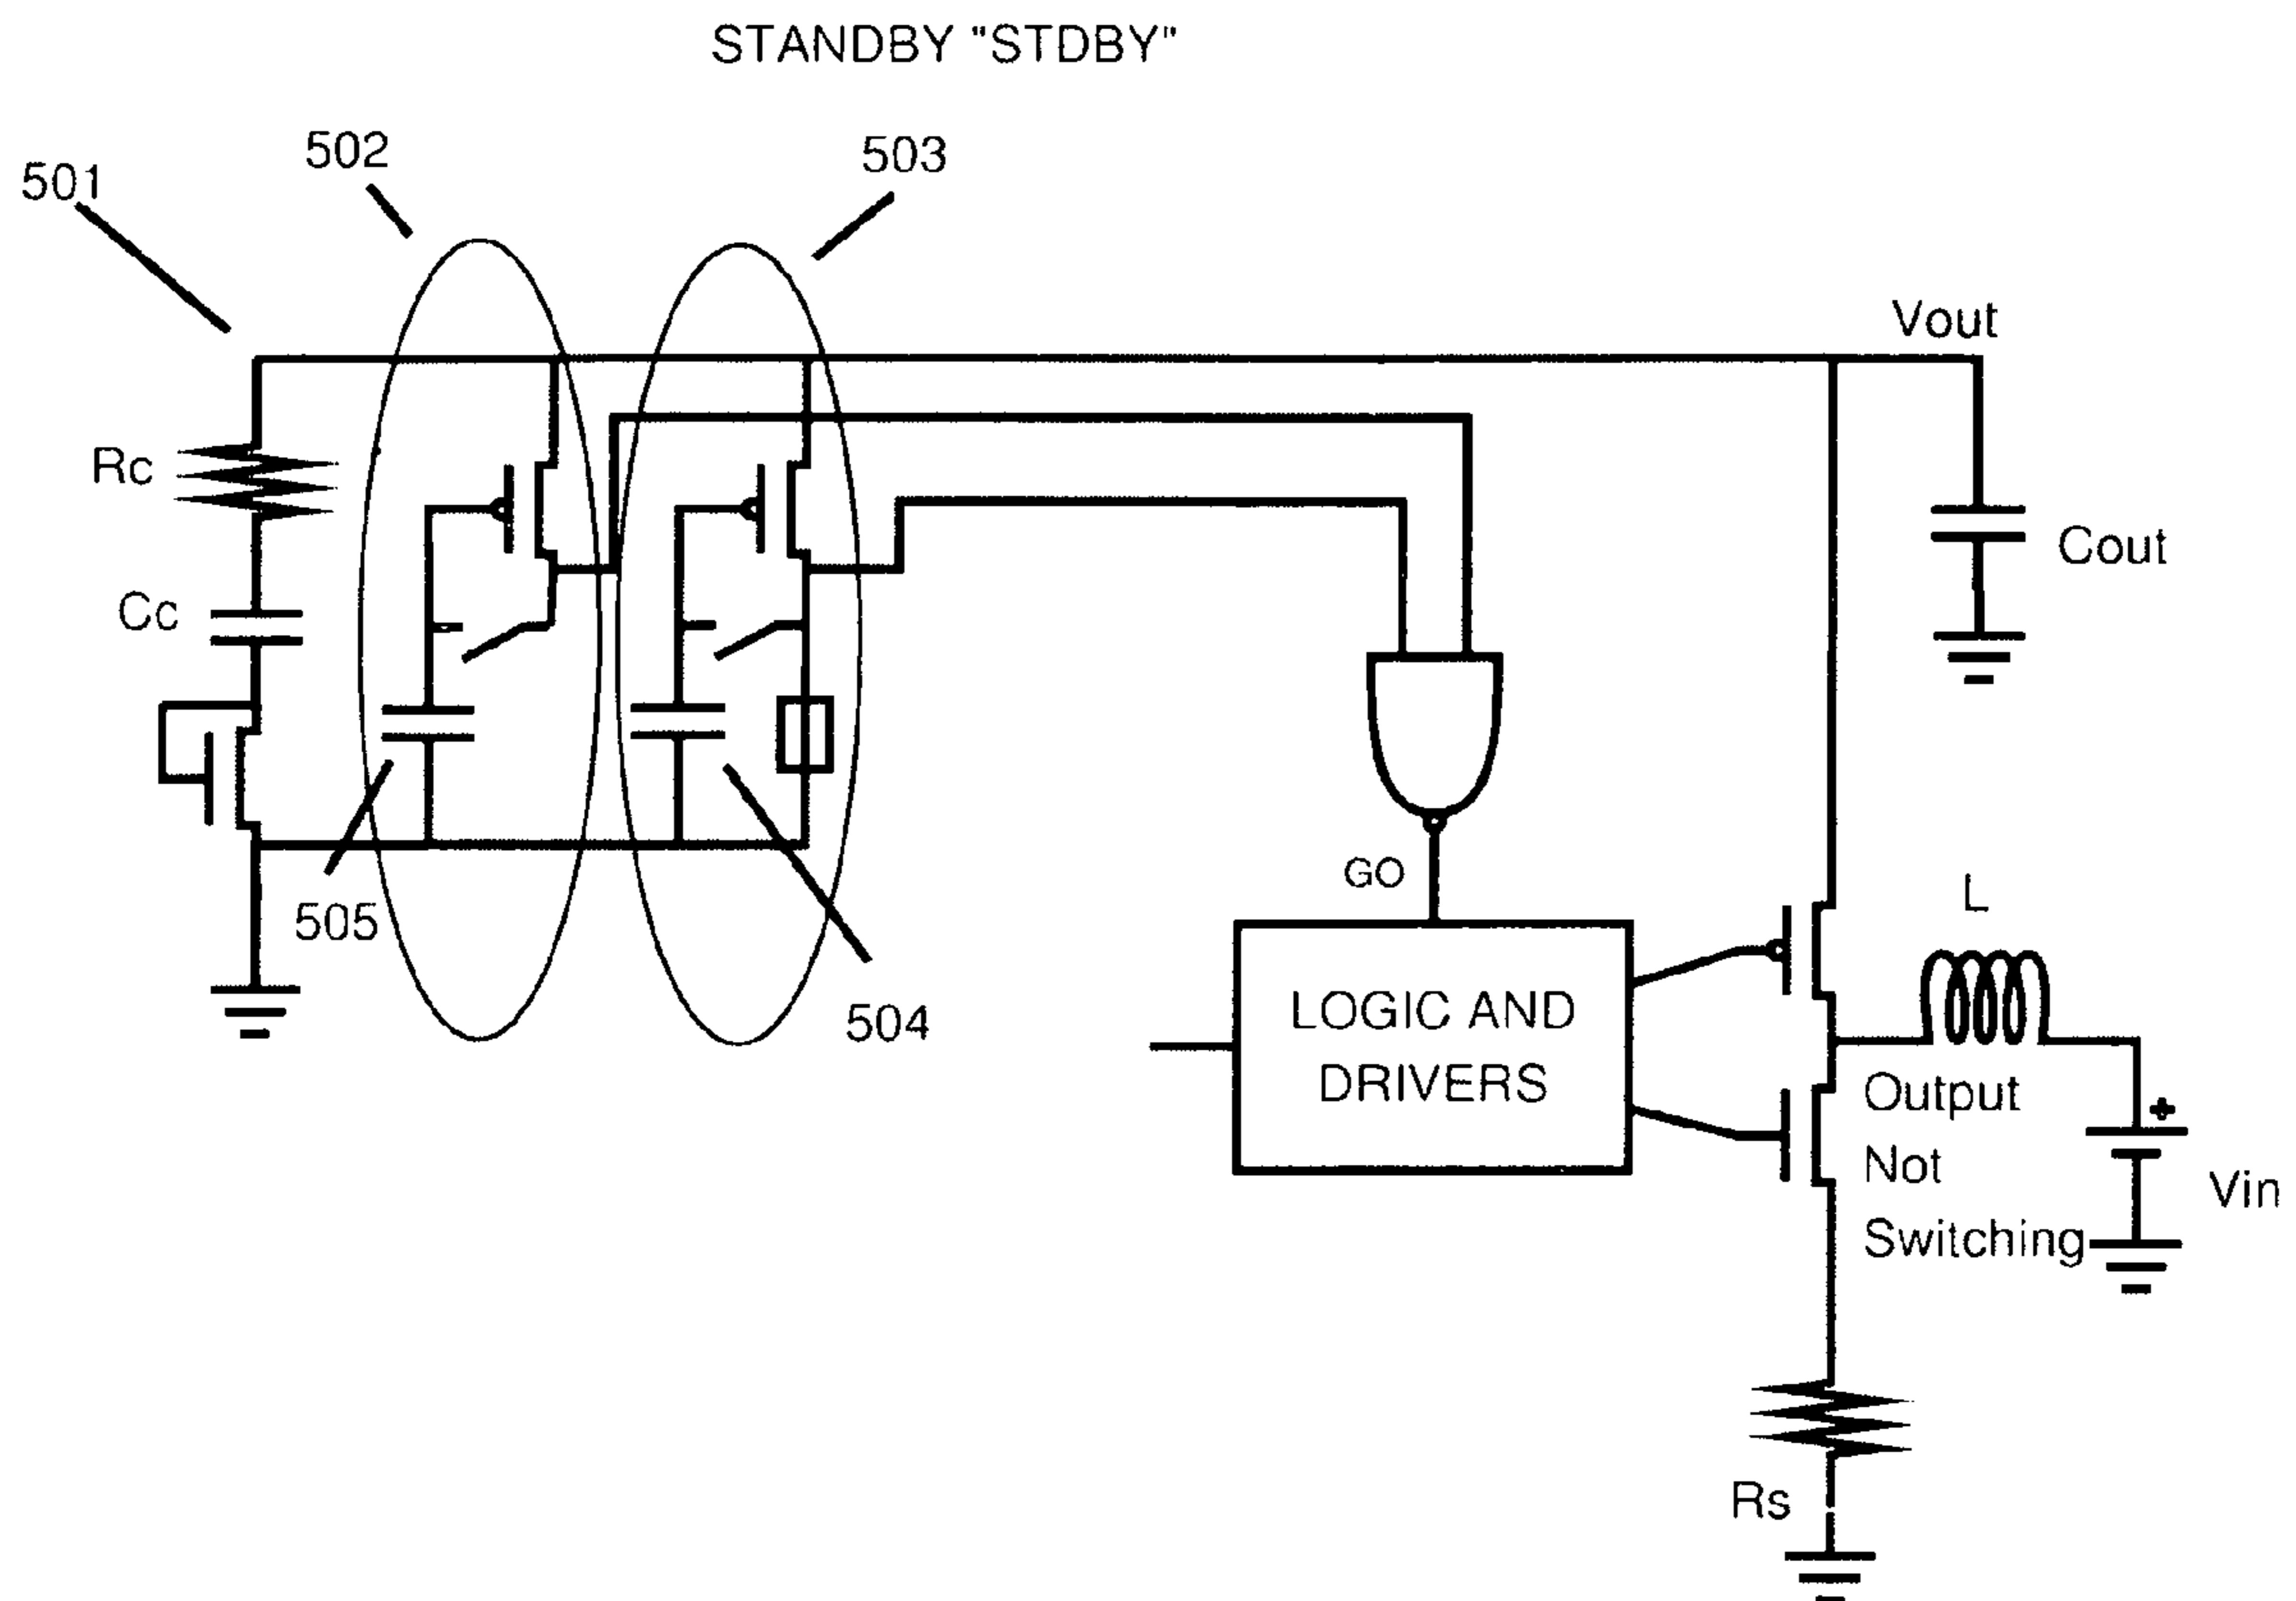 STANDBY "STDBY"
502
503
501
Vout
Rc
Cout
Cc
GO
L
505
LOGIC AND
DRIVERS
504
Output
Not
Switching
Vin
Rs